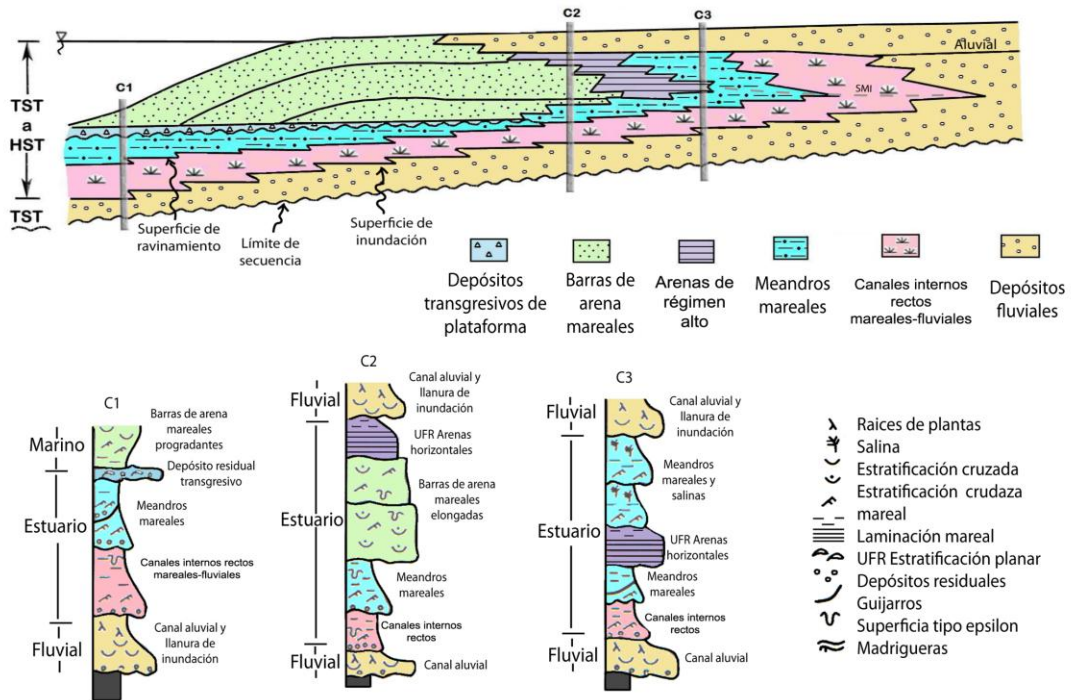 C1
C2
C3
TST
a
HST
TST
Aluvial
SMI
Superficie de
ravinamiento
Límite de
secuencia
Superficie de
inundación
Depósitos
transgresivos de
plataforma
Barras de
arena
mareales
Arenas de
régimen
alto
Meandros
mareales
Canales internos
rectos
mareales-fluviales
Depósitos
fluviales
C1
Marino
Estuario
Fluvial
Barras de arena
mareales
progradantes
Depósito residual
transgresivo
Meandros
mareales
Canales internos rectos
mareales-fluviales
Canal aluvial y
llanura de
inundación
C2
Fluvial
Estuario
Fluvial
Canal aluvial y
llanura de
inundación
UFR Arenas
horizontales
Barras de arena
mareales
elongadas
Meandros
mareales
Canales internos
rectos
Canal aluvial
C3
Fluvial
Estuario
Fluvial
Canal aluvial y
llanura de
inundación
Meandros
mareales y
salinas
UFR Arenas
horizontales
Meandros
mareales
Canales internos
rectos
Canal aluvial
Raices de plantas
Salina
Estratificación cruzada
Estratificación crudaza
mareal
Laminación mareal
UFR Estratificación planar
Depósitos residuales
Guijarros
Superficia tipo epsilon
Madrigueras